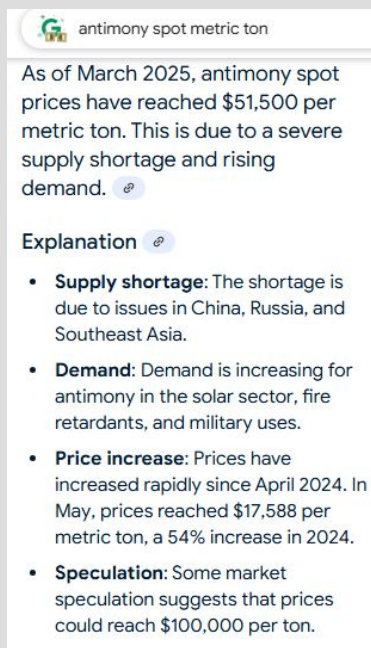 antimony spot metric ton
As of March 2025, antimony spot
prices have reached $51,500 per
metric ton. This is due to a severe
supply shortage and rising
demand.
Explanation
• Supply shortage: The shortage is
due to issues in China, Russia, and
Southeast Asia.
• Demand: Demand is increasing for
antimony in the solar sector, fire
retardants, and military uses.
• Price increase: Prices have
increased rapidly since April 2024. In
May, prices reached $17,588 per
metric ton, a 54% increase in 2024.
• Speculation: Some market
speculation suggests that prices
could reach $100,000 per ton.